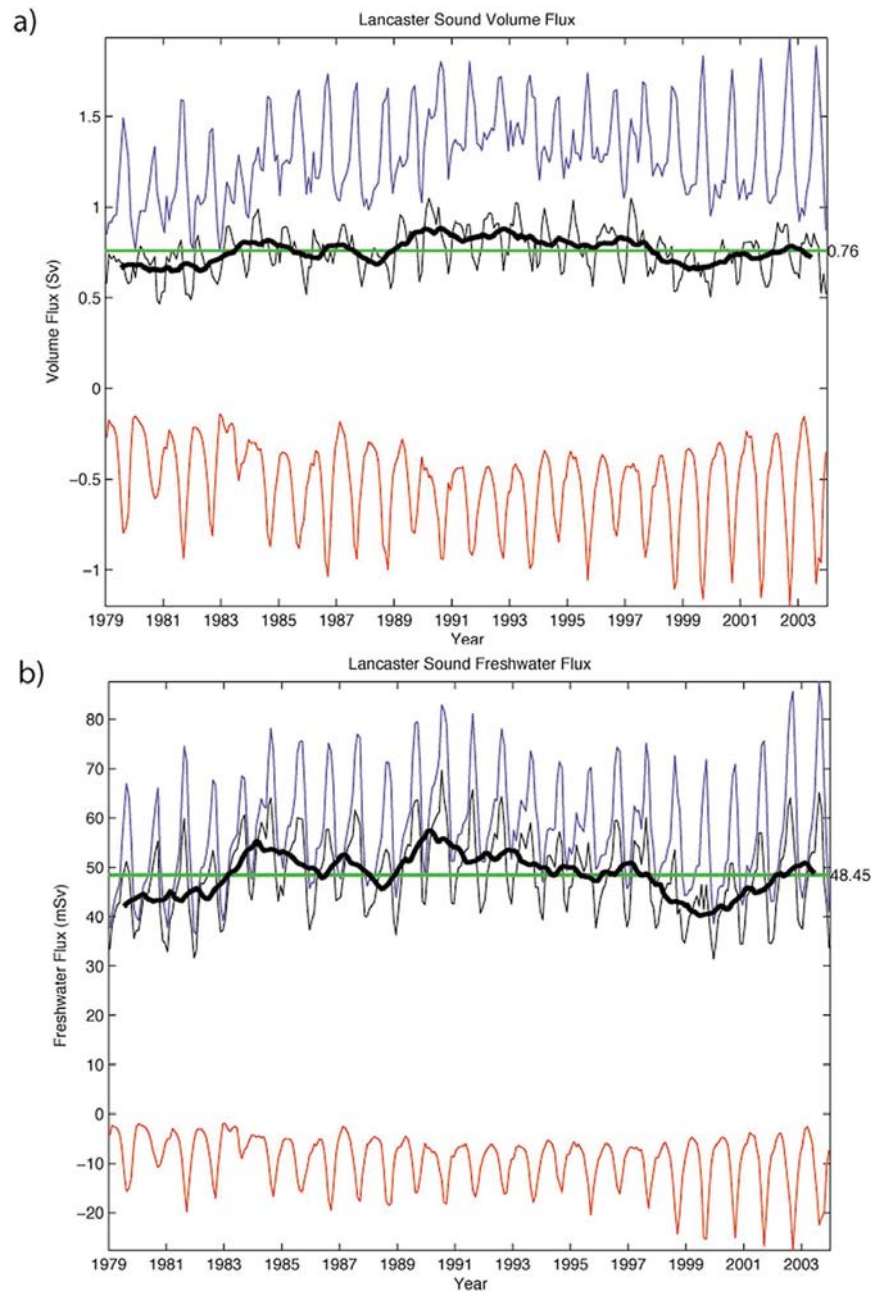 a)
Lancaster Sound Volume Flux
Volume Flux (Sv)
1.5
1
0.5
0
−0.5
−1
0.76
1979 1981 1983 1985 1987 1989 1991 1993 1995 1997 1999 2001 2003
Year
b)
Lancaster Sound Freshwater Flux
Freshwater Flux (mSv)
80
70
60
50
40
30
20
10
0
−10
−20
48.45
1979 1981 1983 1985 1987 1989 1991 1993 1995 1997 1999 2001 2003
Year